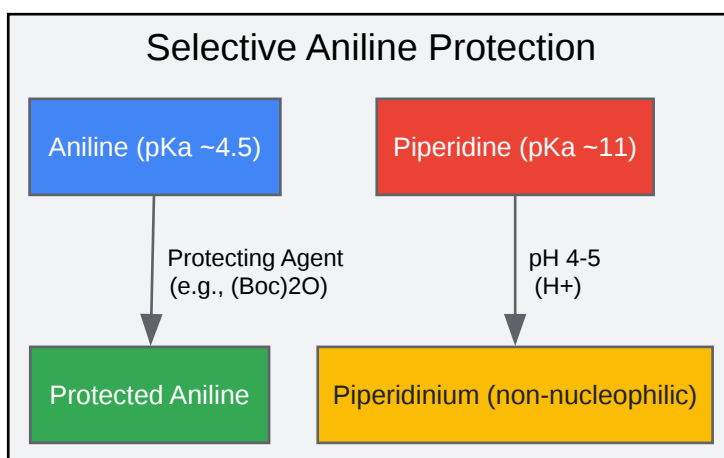 Selective Aniline Protection
Aniline (pKa ~4.5)
Piperidine (pKa ~11)
Protecting Agent
(e.g., (Boc)2O)
pH 4-5
(H+)
Protected Aniline
Piperidinium (non-nucleophilic)